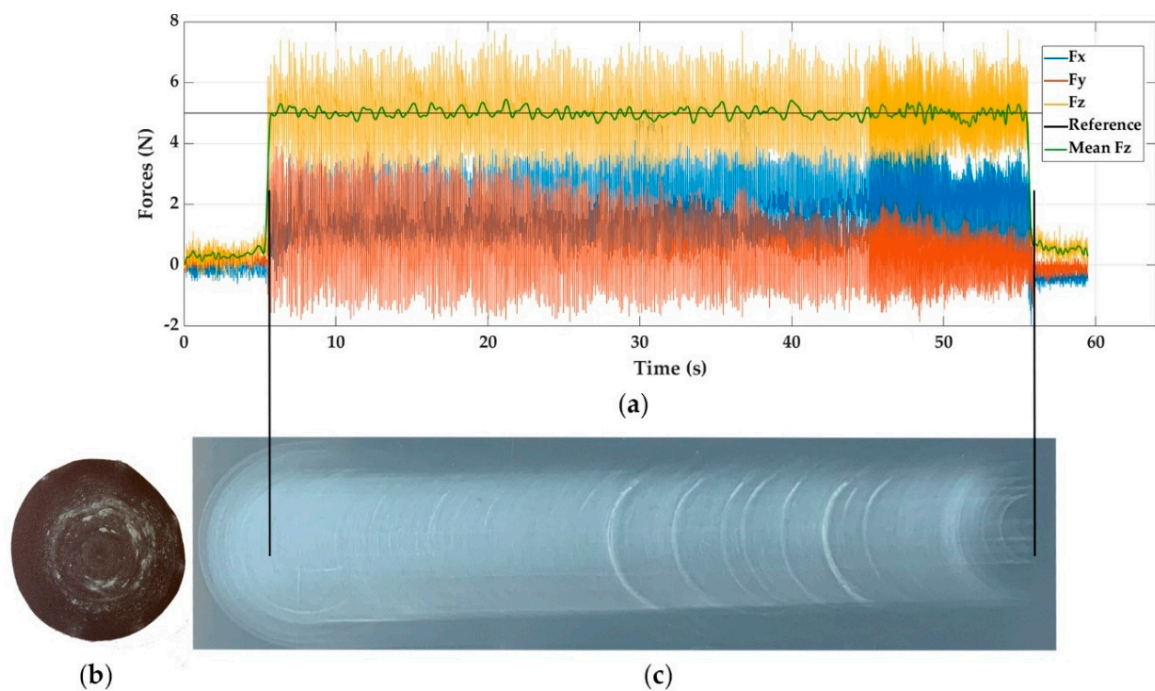 8
6
4
2
0
-2
Forces (N)
Fx
Fy
Fz
Reference
Mean Fz
0 10 20 30 40 50 60
Time (s)
(a)
(b) (c)